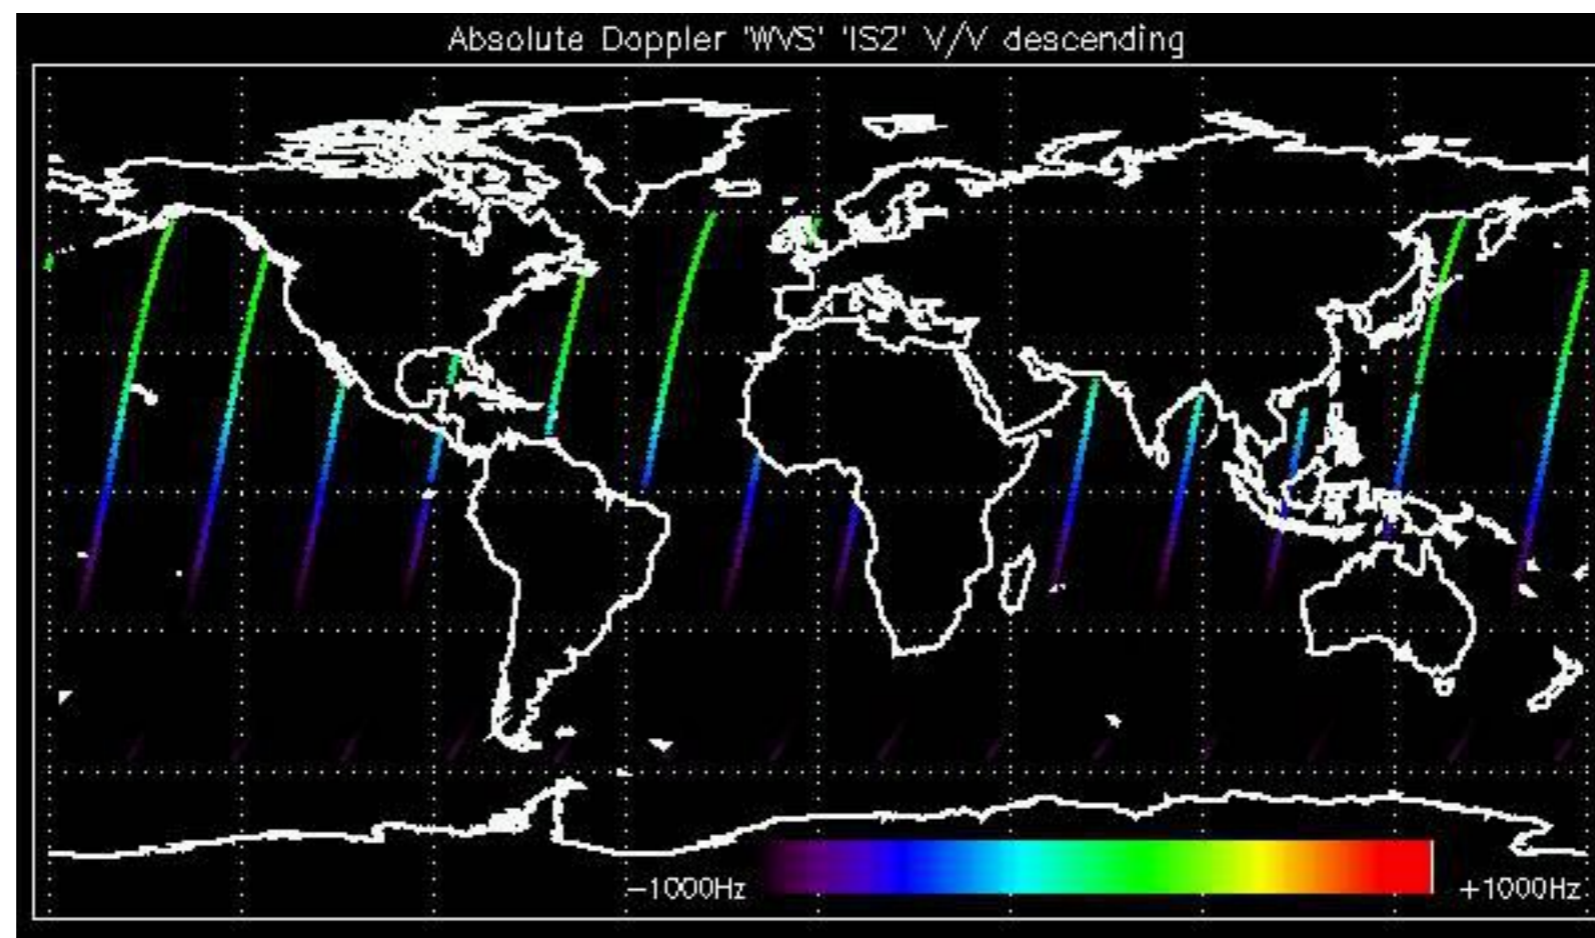 Absolute Doppler 'WVS' 'IS2' V/V descending
−1000Hz +1000Hz